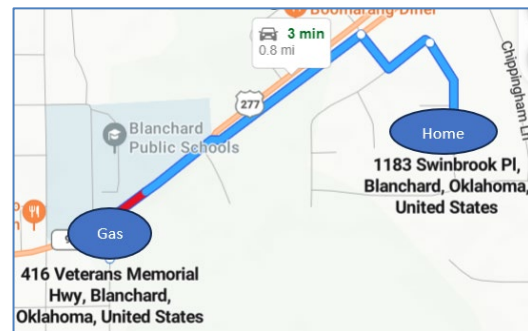 Boomarang Diner
3 min
0.8 mi
277
Chippingham Ln
Blanchard
Public Schools
Home
1183 Swinbrook Pl,
Blanchard, Oklahoma,
United States
9
Gas
416 Veterans Memorial
Hwy, Blanchard,
Oklahoma, United States